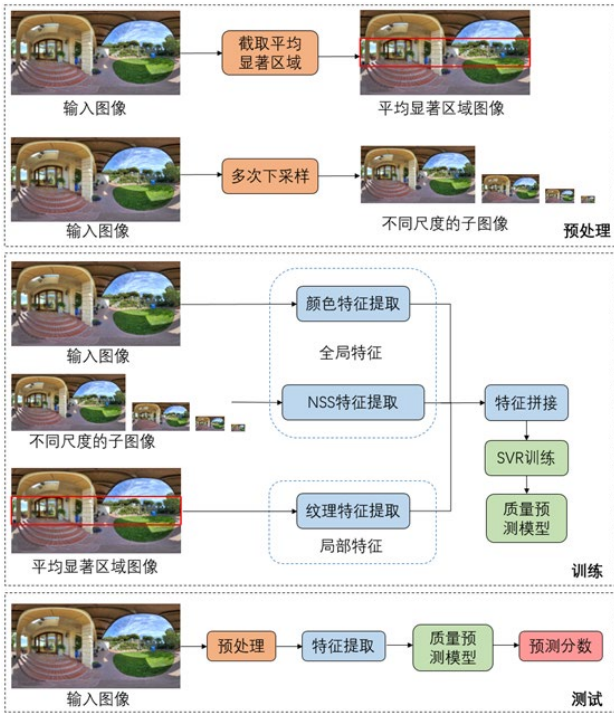 截取平均
显著区域
输入图像
平均显著区域图像
多次下采样
输入图像
不同尺度的子图像
预处理
颜色特征提取
输入图像
全局特征
NSS特征提取
特征拼接
不同尺度的子图像
SVR训练
纹理特征提取
质量预
测模型
局部特征
平均显著区域图像
训练
预处理
特征提取
质量预
测模型
预测分数
输入图像
测试